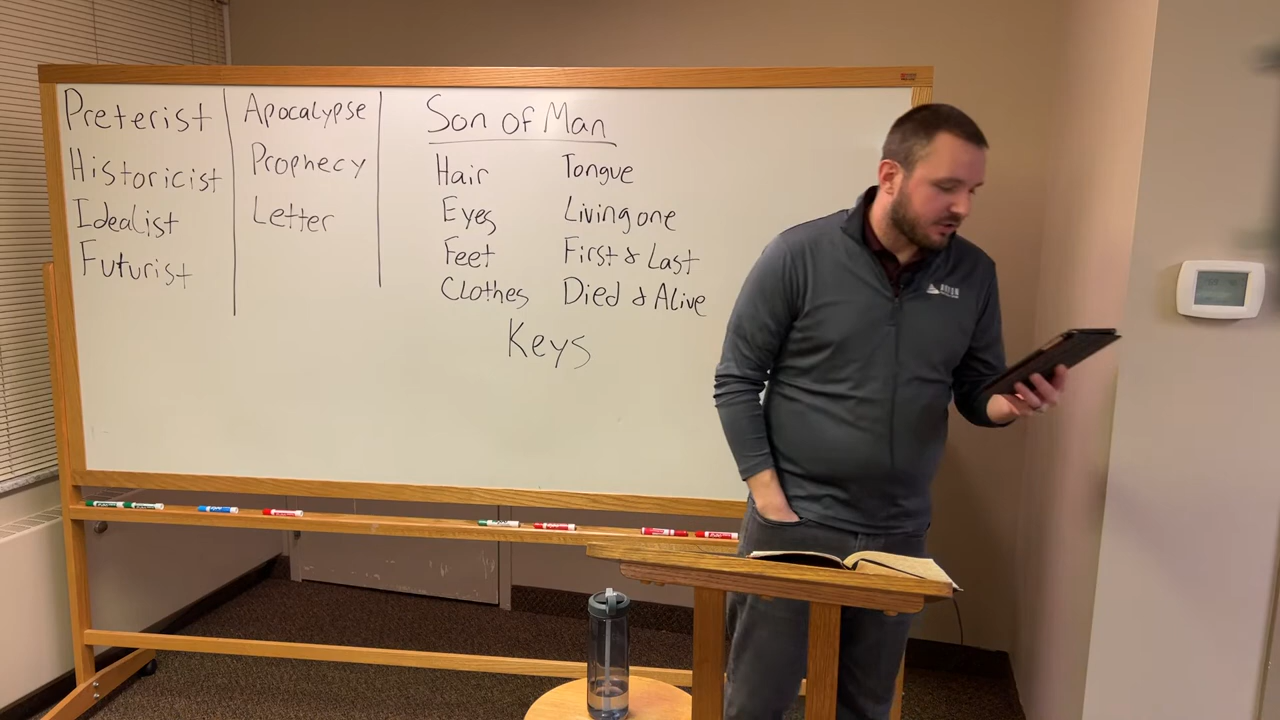 Preterist
Historicist
Idealist
Futurist
Apocalypse
Prophecy
Letter
Son of Man
Hair
Eyes
Feet
Clothes
Tongue
Living one
First & Last
Died & Alive
Keys